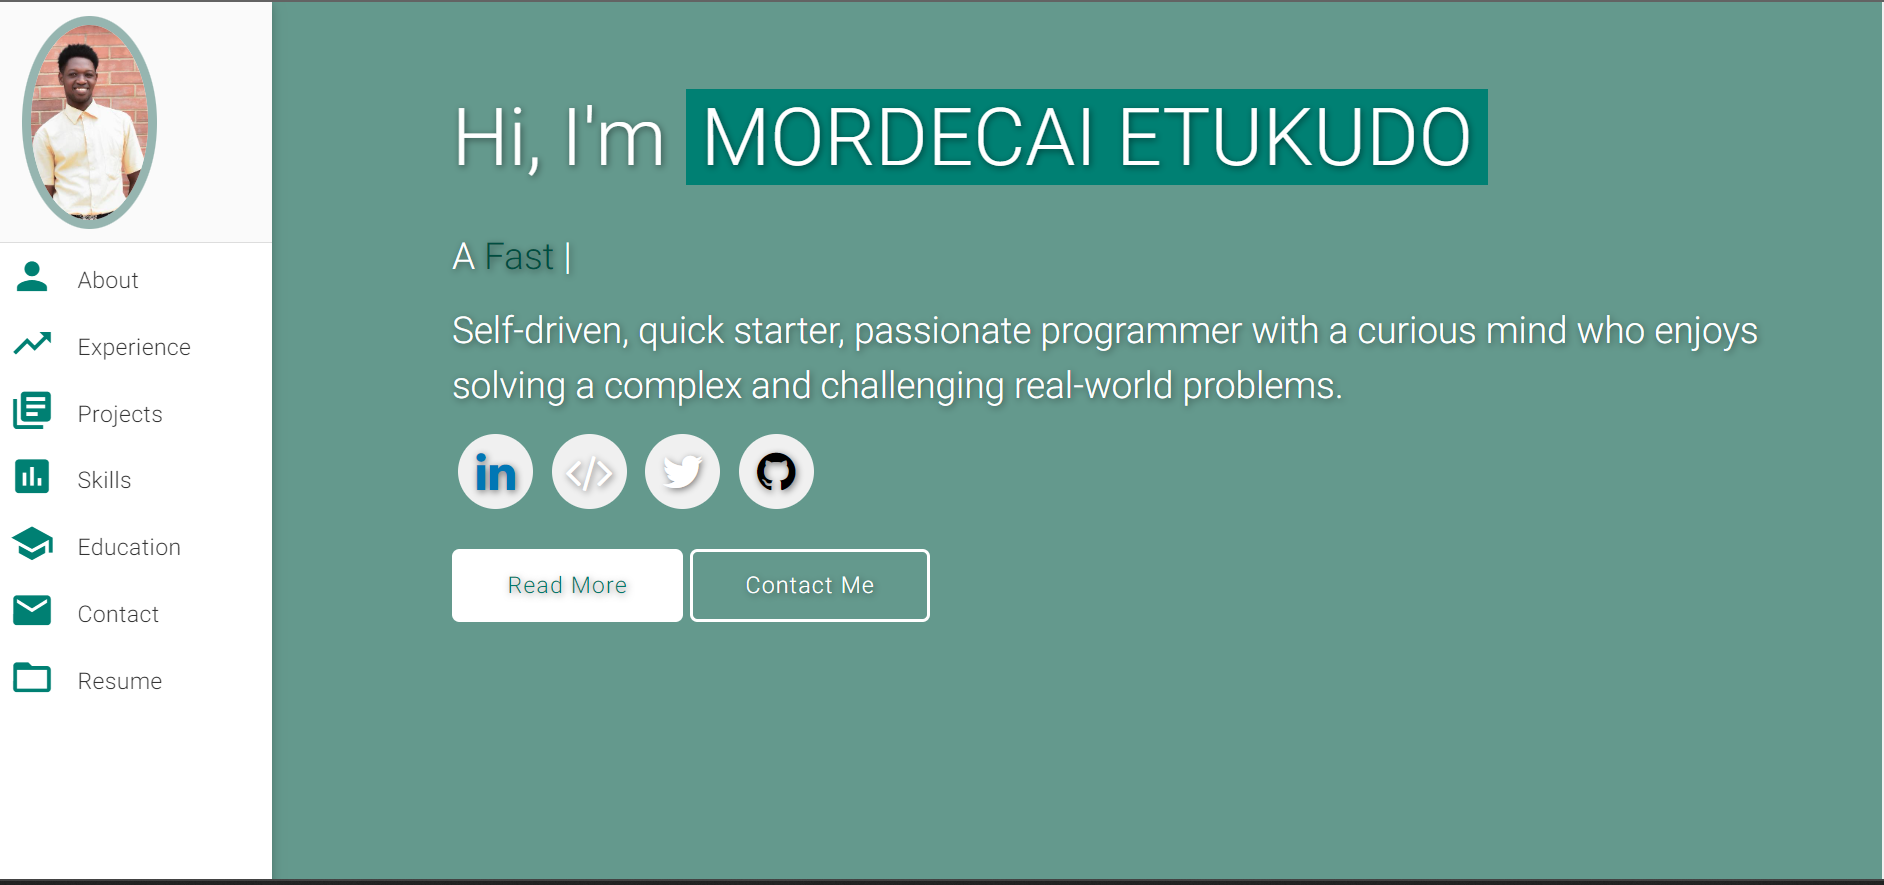 About
Experience
Projects
Skills
Education
Contact
Resume
Hi, I'm MORDECAI ETUKUDO
A Fast |
Self-driven, quick starter, passionate programmer with a curious mind who enjoys
solving a complex and challenging real-world problems.
in </>
Read More Contact Me